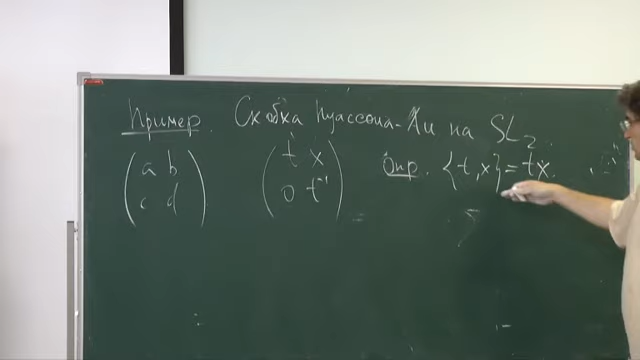 Пример. Скобка Пуассона-Ли на SL₂.
(a b) (t x) Опр. {t,x}=tx.
(c d) (0 t⁻¹)